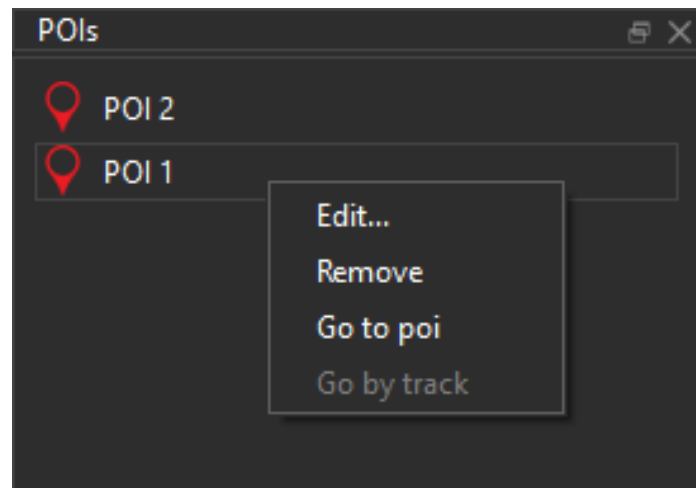 POIs
POI 2
POI 1
Edit...
Remove
Go to poi
Go by track